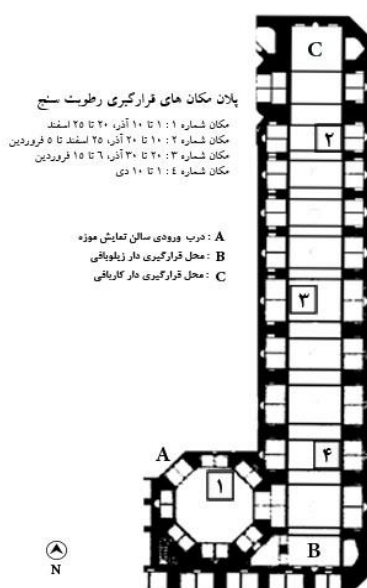 پلان مکان های قرارگیری رطوبت سنج
مکان شماره ۱ : ۱ تا ۱۰ آذر، ۲۰ تا ۲۵ اسفند
مکان شماره ۲ : ۱۰ تا ۲۰ آذر، ۲۵ اسفند تا ۵ فروردین
مکان شماره ۳ : ۲۰ تا ۳۰ آذر، ۶ تا ۱۵ فروردین
مکان شماره ٤ : ۱ تا ۱۰ دی
A : درب ورودی سالن نمایش موزه
B : محل قرارگیری دار زیلوبافی
C : محل قرارگیری دار کاربافی
C
۲
۳
۴
A
۱
B
N